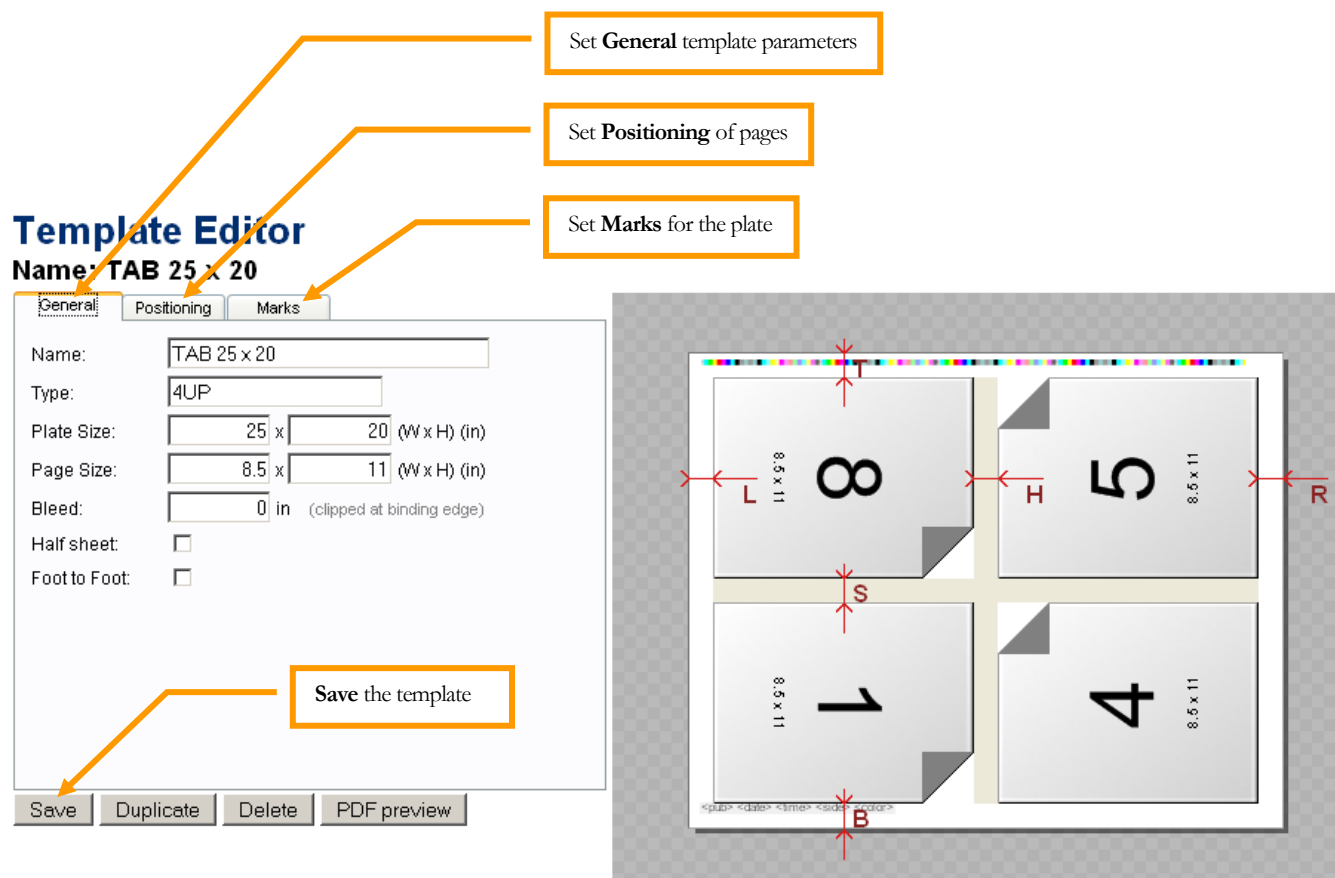 Set General template parameters
Set Positioning of pages
Set Marks for the plate
Template Editor
Name: TAB 25 x 20
General Positioning Marks
Name: TAB 25 x 20
Type: 4UP
Plate Size: 25 x 20 (W x H) (in)
Page Size: 8.5 x 11 (W x H) (in)
Bleed: 0 in (clipped at binding edge)
Half sheet:
Foot to Foot:
Save the template
Save Duplicate Delete PDF preview
T
8.5 x 11
8
5
8.5 x 11
L
H
R
S
8.5 x 11
1
4
8.5 x 11
<pub> <date> <time> <side> <color>
B